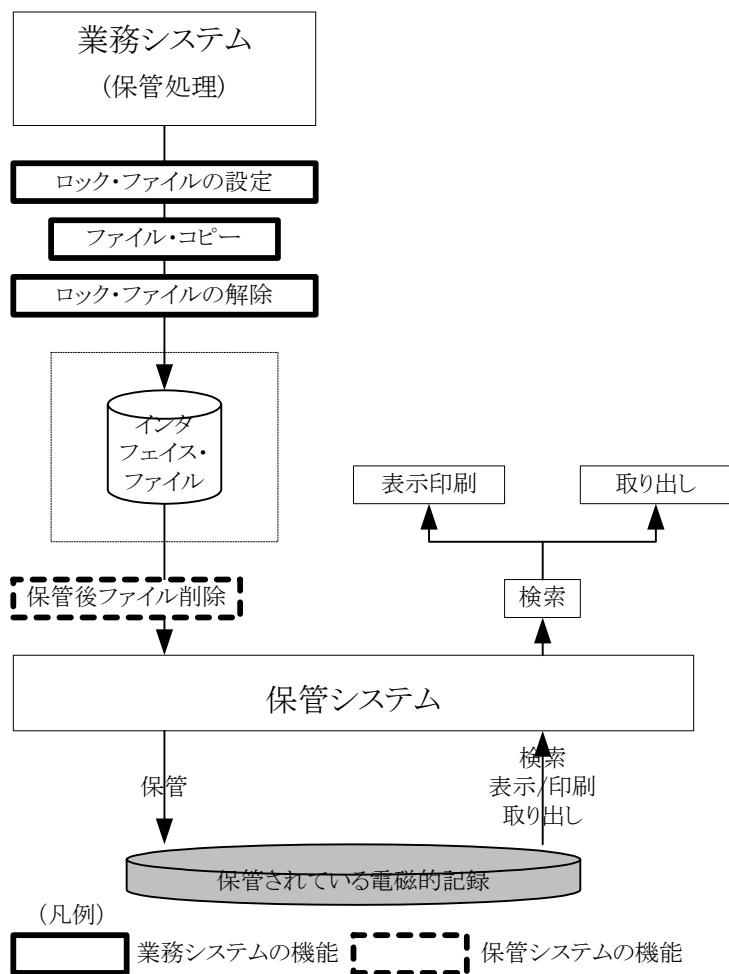 業務システム
(保管処理)
ロック・ファイルの設定
ファイル・コピー
ロック・ファイルの解除
インタ
フェイス・
ファイル
表示印刷
取り出し
保管後ファイル削除
検索
保管システム
保管
検索
表示/印刷
取り出し
保管されている電磁的記録
(凡例)
業務システムの機能
保管システムの機能